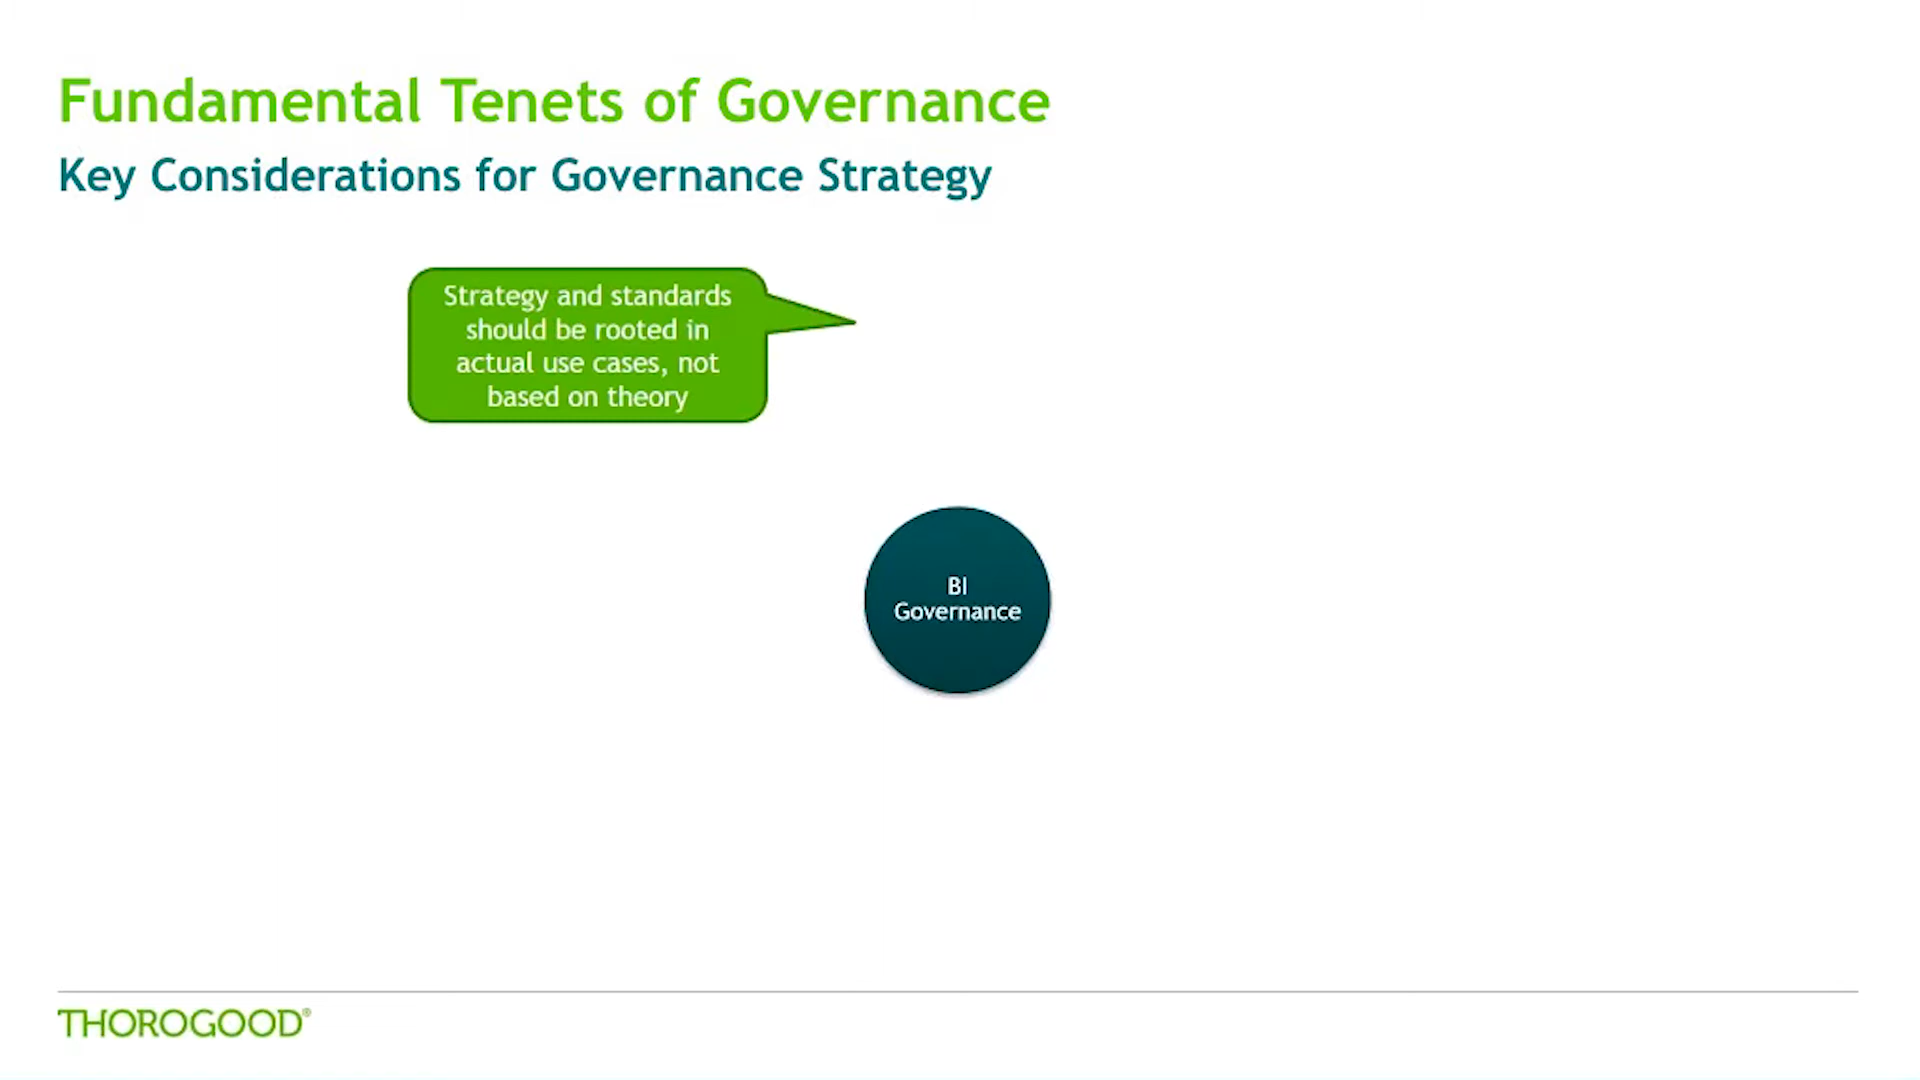 Fundamental Tenets of Governance
Key Considerations for Governance Strategy
Strategy and standards
should be rooted in
actual use cases, not
based on theory
BI
Governance
THOROGOOD®